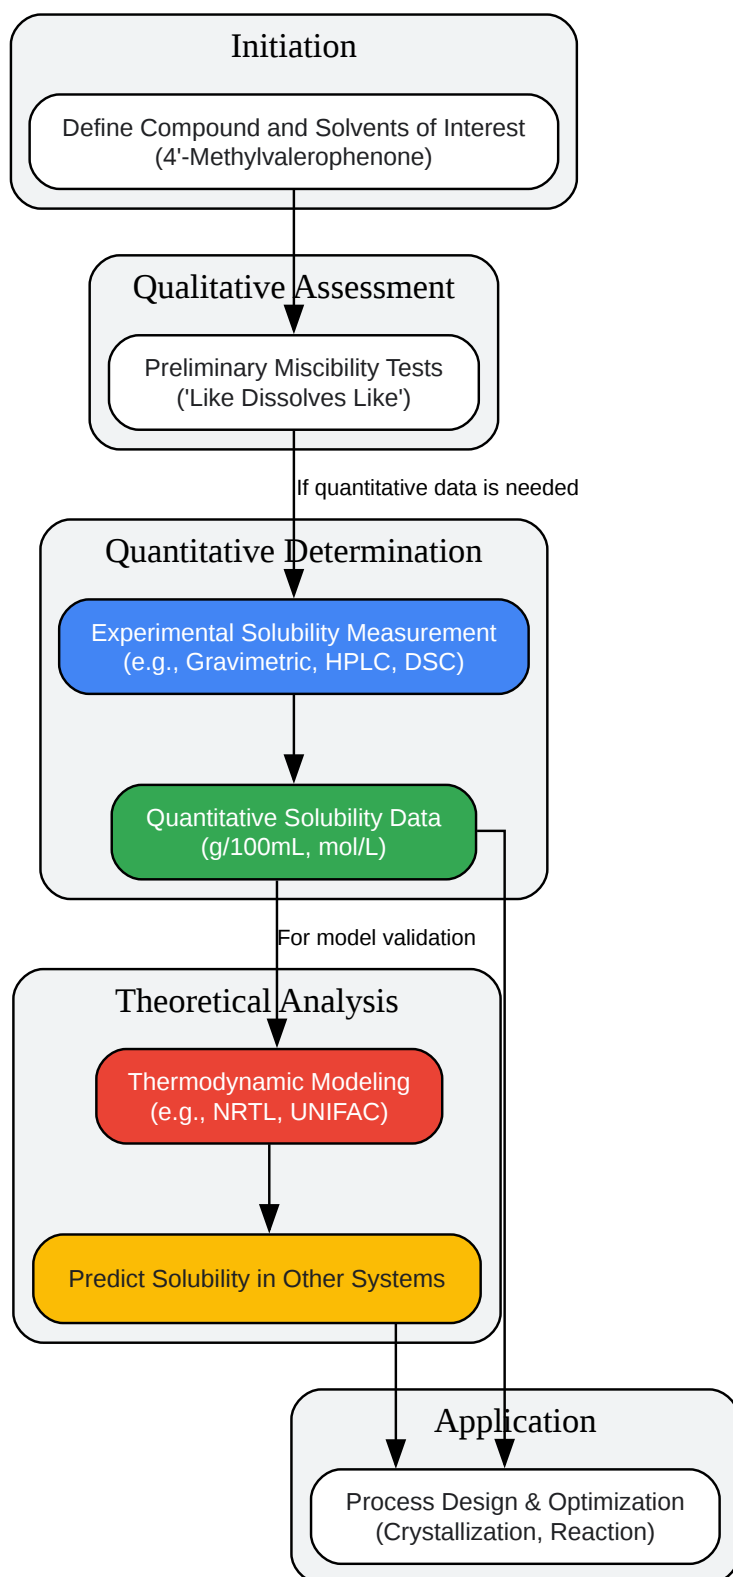 Initiation
Define Compound and Solvents of Interest
(4'-Methylvalerophenone)
Qualitative Assessment
Preliminary Miscibility Tests
('Like Dissolves Like')
If quantitative data is needed
Quantitative Determination
Experimental Solubility Measurement
(e.g., Gravimetric, HPLC, DSC)
Quantitative Solubility Data
(g/100mL, mol/L)
For model validation
Theoretical Analysis
Thermodynamic Modeling
(e.g., NRTL, UNIFAC)
Predict Solubility in Other Systems
Application
Process Design & Optimization
(Crystallization, Reaction)